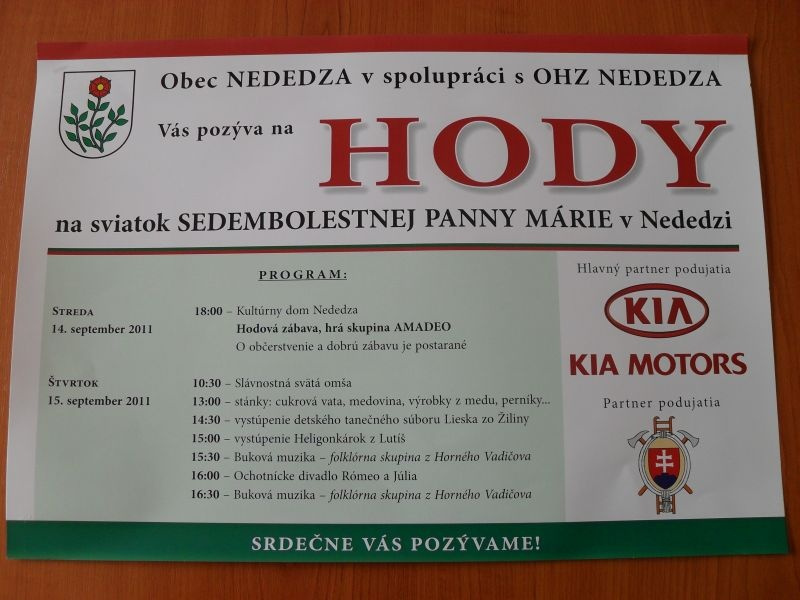 Obec NEDEDZA v spolupráci s OHZ NEDEDZA
Vás pozýva na HODY
na sviatok SEDEMBOLESTNEJ PANNY MÁRIE v Nededzi
PROGRAM:
STREDA
14. september 2011
18:00 – Kultúrny dom Nededza
Hodová zábava, hrá skupina AMADEO
O občerstvenie a dobrú zábavu je postarané
ŠTVRTOK
15. september 2011
10:30 – Slávnostná svätá omša
13:00 – stánky: cukrová vata, medovina, výrobky z medu, perníky...
14:30 – vystúpenie detského tanečného súboru Lieska zo Žiliny
15:00 – vystúpenie Heligonkárok z Lutíš
15:30 – Buková muzika – folklórna skupina z Horného Vadičova
16:00 – Ochotnícke divadlo Rómeo a Júlia
16:30 – Buková muzika – folklórna skupina z Horného Vadičova
Hlavný partner podujatia
KIA
KIA MOTORS
Partner podujatia
SRDEČNE VÁS POZÝVAME!